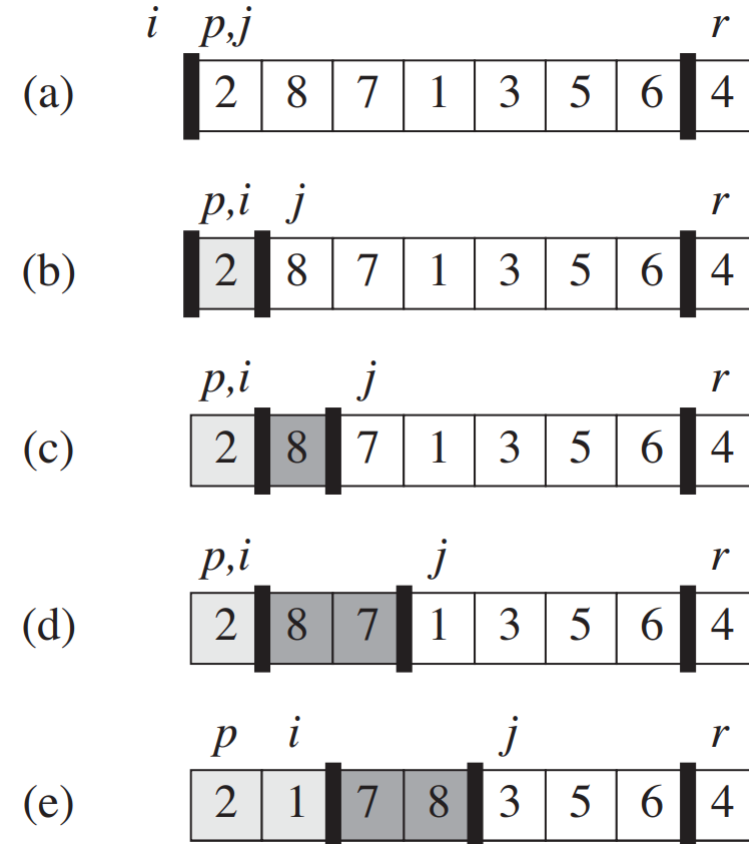 i p,j r
(a) 2 8 7 1 3 5 6 4
p,i j r
(b) 2 8 7 1 3 5 6 4
p,i j r
(c) 2 8 7 1 3 5 6 4
p,i j r
(d) 2 8 7 1 3 5 6 4
p i j r
(e) 2 1 7 8 3 5 6 4